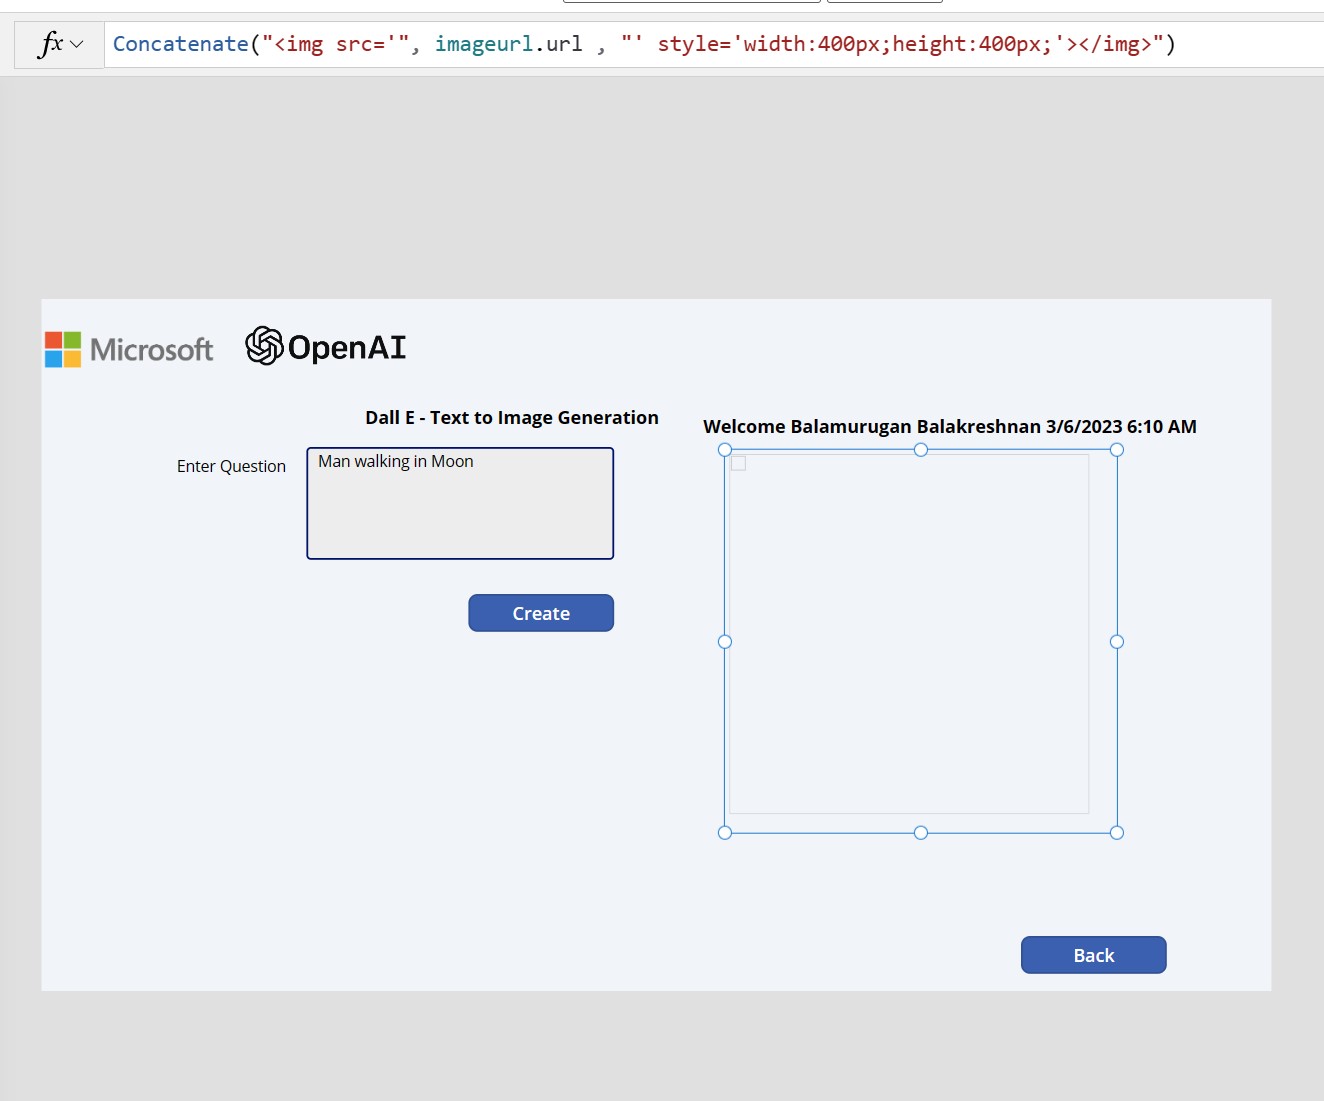 fx Concatenate("<img src='", imageurl.url , "' style='width:400px;height:400px;'></img>")
Microsoft OpenAI
Dall E - Text to Image Generation
Welcome Balamurugan Balakreshnan 3/6/2023 6:10 AM
Enter Question
Man walking in Moon
Create
Back